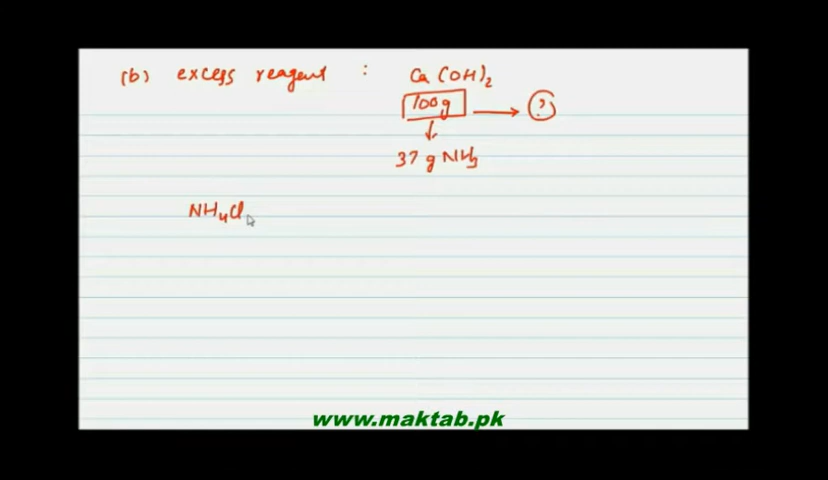 (b) excess reagent : Ca(OH)₂
100g → ?
↓
37 g NH₃
NH₄Cl
www.maktab.pk